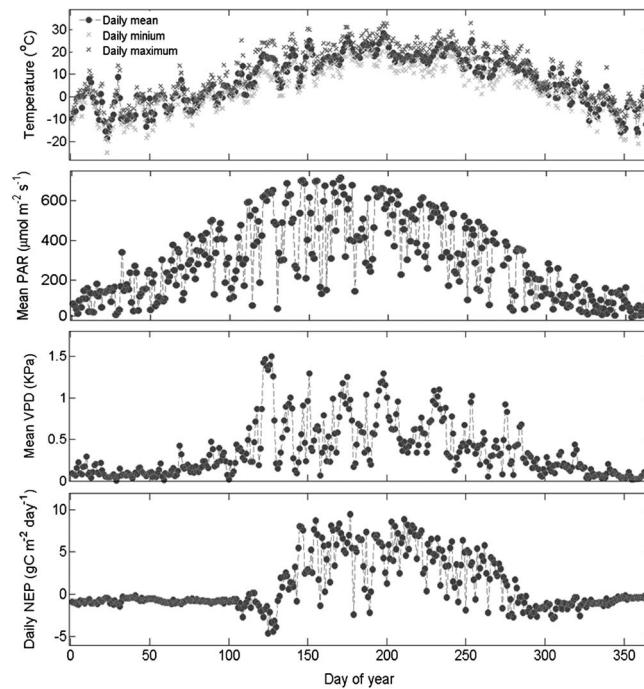 Daily mean
Daily minium
Daily maximum
Temperature (°C)
30
20
10
0
-10
-20
Mean PAR (μmol m⁻² s⁻¹)
600
400
200
0
Mean VPD (KPa)
1.5
1
0.5
0
Daily NEP (gC m⁻² day⁻¹)
10
5
0
-5
0 50 100 150 200 250 300 350
Day of year